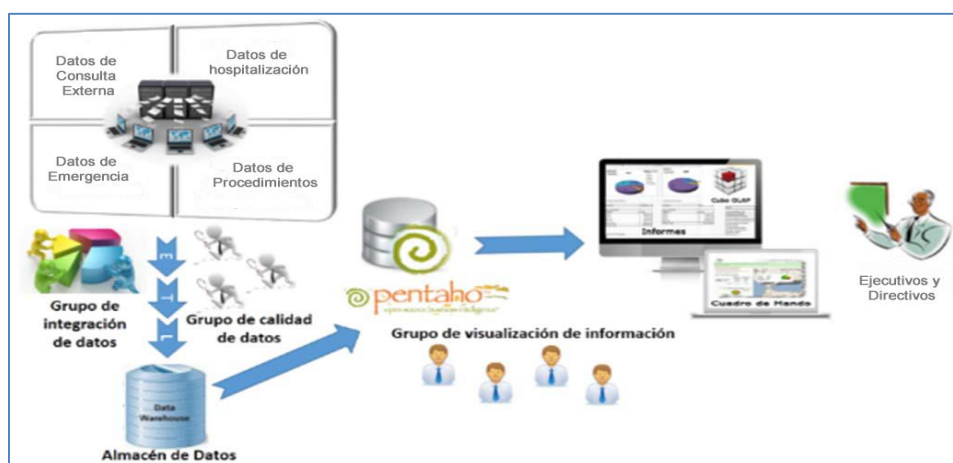 Datos de
Consulta
Externa
Datos de
hospitalización
Datos de
Emergencia
Datos de
Procedimientos
E
T
L
Grupo de
integración
de datos
Grupo de calidad
de datos
Data
Warehouse
Almacén de Datos
pentaho
Grupo de visualización de información
Cubo OLAP
Informes
Cuadro de Mando
Ejecutivos y
Directivos